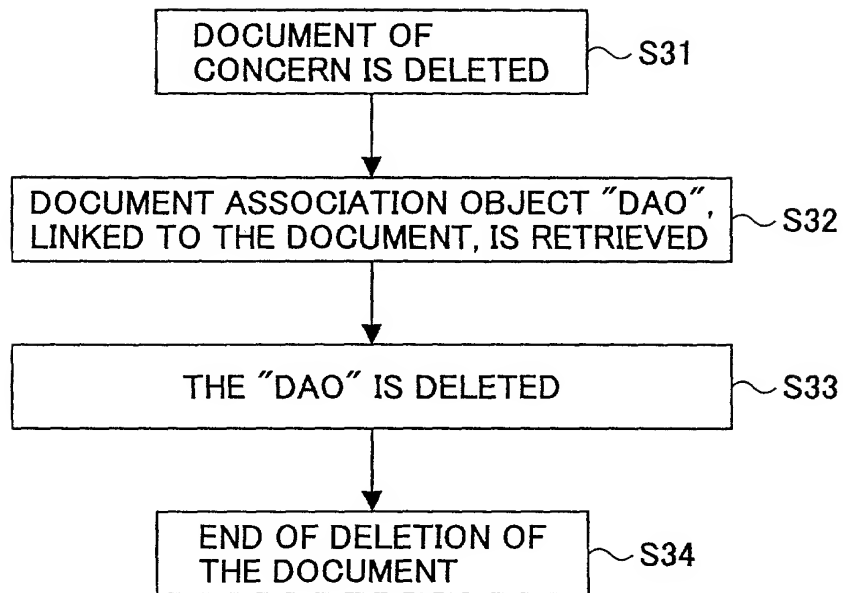 DOCUMENT OF
CONCERN IS DELETED
S31
DOCUMENT ASSOCIATION OBJECT "DAO",
LINKED TO THE DOCUMENT, IS RETRIEVED
S32
THE "DAO" IS DELETED
S33
END OF DELETION OF
THE DOCUMENT
S34